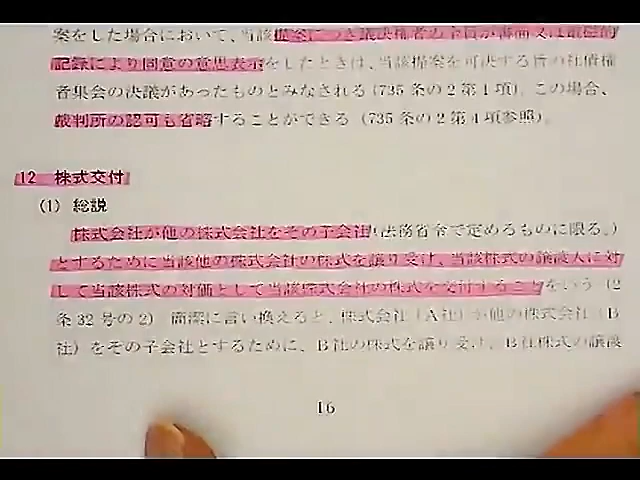 案をした場合において、当該提案につき議決権者の全員が書面又は電磁的
記録により同意の意思表示をしたときは、当該提案を可決する旨の社債権
者集会の決議があったものとみなされる（735 条の 2 第 1 項）。この場合、
裁判所の認可も省略することができる（735 条の 2 第 4 項参照）。
12 株式交付
(1) 総説
株式会社が他の株式会社をその子会社（法務省令で定めるものに限る。）
とするために当該他の株式会社の株式を譲り受け、当該株式の譲渡人に対
して当該株式の対価として当該株式会社の株式を交付することをいう（2
条 32 号の 2）。簡潔に言い換えると、株式会社（A社）が他の株式会社（B
社）をその子会社とするために、B社の株式を譲り受け、B社株式の譲渡
16